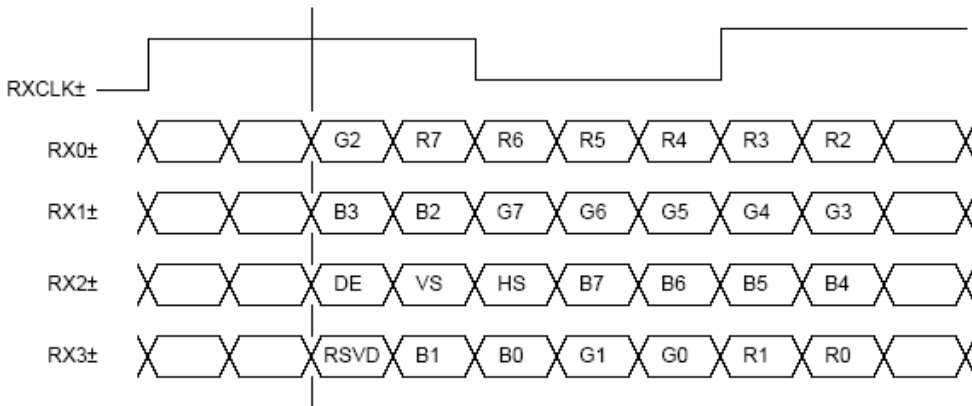 RXCLK±
RX0± G2 R7 R6 R5 R4 R3 R2
RX1± B3 B2 G7 G6 G5 G4 G3
RX2± DE VS HS B7 B6 B5 B4
RX3± RSVD B1 B0 G1 G0 R1 R0